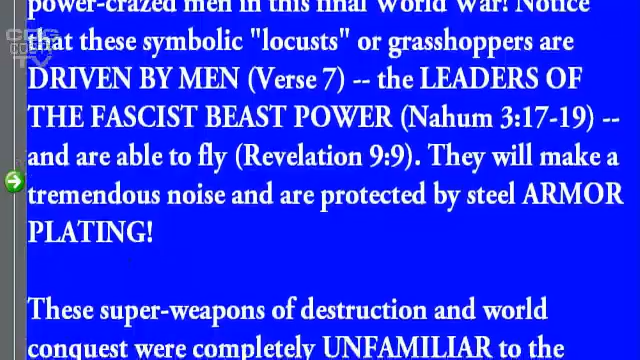 power-crazed men in this final World War! Notice
that these symbolic "locusts" or grasshoppers are
DRIVEN BY MEN (Verse 7) -- the LEADERS OF
THE FASCIST BEAST POWER (Nahum 3:17-19) --
and are able to fly (Revelation 9:9). They will make a
tremendous noise and are protected by steel ARMOR
PLATING!
These super-weapons of destruction and world
conquest were completely UNFAMILIAR to the
TV